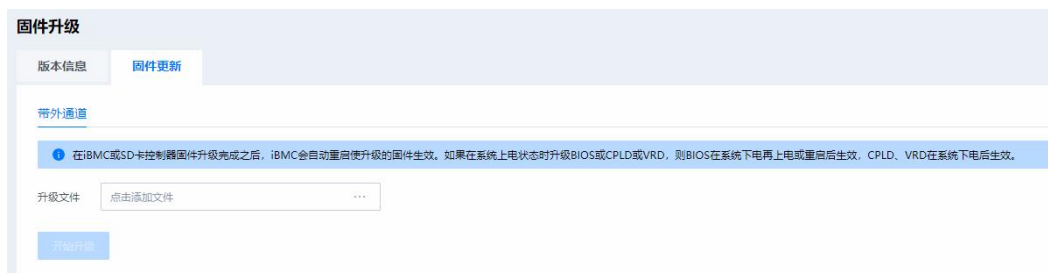 固件升级
版本信息 固件更新
带外通道
在iBMC或SD卡控制器固件升级完成之后，iBMC会自动重启使升级的固件生效。如果在系统上电状态时升级BIOS或CPLD或VRD，则BIOS在系统下电再上电或重启后生效，CPLD、VRD在系统下电后生效。
升级文件 点击添加文件 ...
开始升级